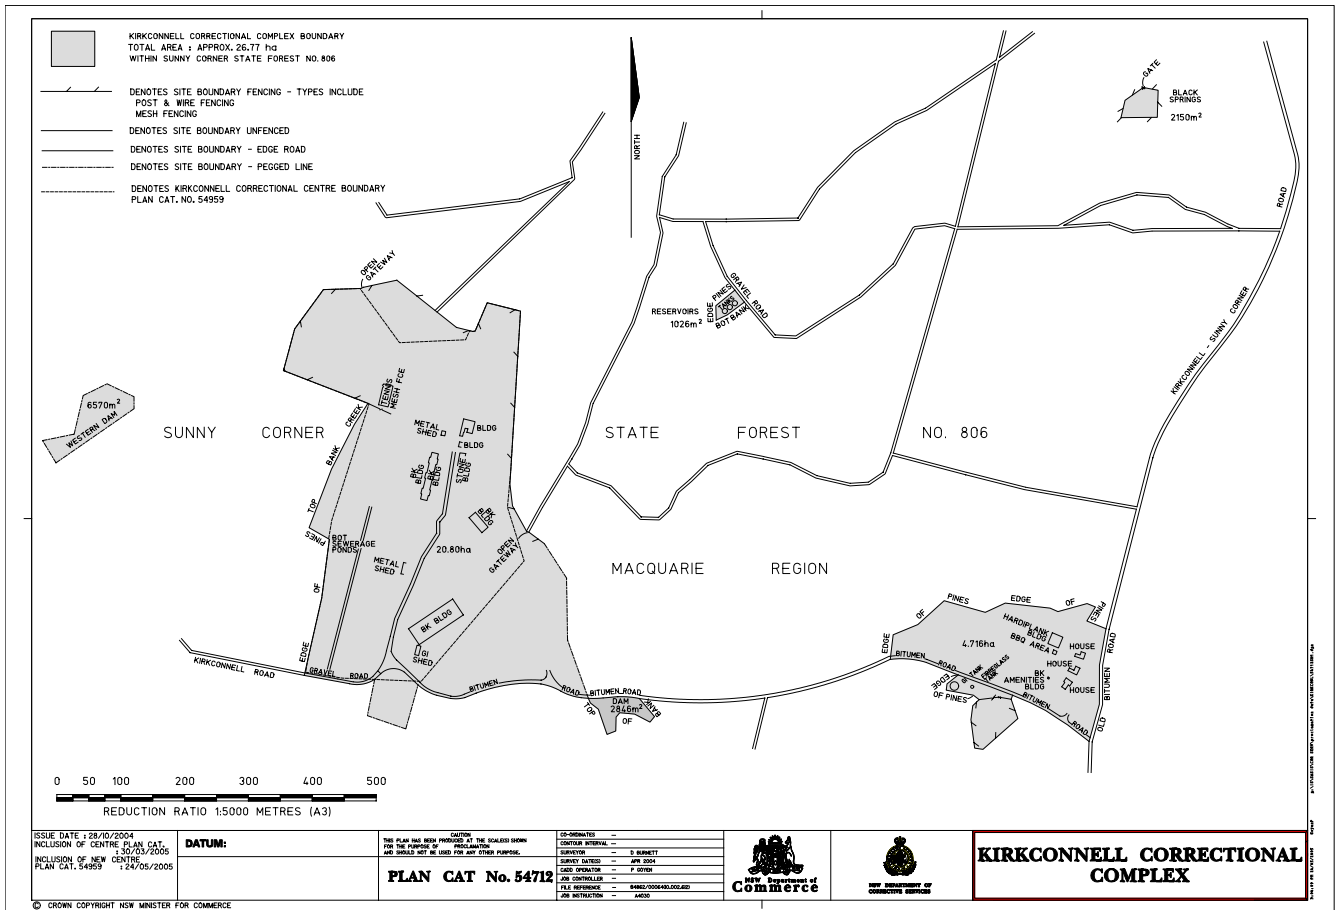 KIRKCONNELL CORRECTIONAL COMPLEX BOUNDARY
TOTAL AREA : APPROX. 26.77 ha
WITHIN SUNNY CORNER STATE FOREST NO. 806
DENOTES SITE BOUNDARY FENCING - TYPES INCLUDE
POST & WIRE FENCING
MESH FENCING
DENOTES SITE BOUNDARY UNFENCED
DENOTES SITE BOUNDARY - EDGE ROAD
DENOTES SITE BOUNDARY - PEGGED LINE
DENOTES KIRKCONNELL CORRECTIONAL CENTRE BOUNDARY
PLAN CAT. NO. 54959
NORTH
GATE
BLACK
SPRINGS
2150m²
ROAD
KIRKCONNELL - SUNNY CORNER
OPEN
GATEWAY
RESERVOIRS
1026m²
EDGE PINES
TANKS
BOT BANK
GRAVEL ROAD
6570m²
WESTERN DAM
SUNNY CORNER STATE FOREST NO. 806
MACQUARIE REGION
TENNIS
MESH FCE
CREEK
BANK
TOP
PINES
OF
EDGE
METAL
SHED
BLDG
BLDG
BK
BLDG
BK
BLDG
STONE
BLDG
BK
BLDG
BOT
SEWERAGE
PONDS
METAL
SHED
20.80ha
OPEN
GATEWAY
BK BLDG
GI
SHED
KIRKCONNELL ROAD
GRAVEL ROAD
BITUMEN ROAD
BITUMEN ROAD
TOP
OF
BANK
DAM
2846m²
EDGE
OF
PINES
EDGE
OF
PINES
4.716ha
HARDIPLANK
BLDG
BBQ AREA
HOUSE
HOUSE
HOUSE
BK
AMENITIES
BLDG
BITUMEN ROAD
GI TANK
FIBREGLASS
TANK
EDGE
OF PINES
BITUMEN
ROAD
OLD
BITUMEN
ROAD
0 50 100 200 300 400 500
REDUCTION RATIO 1:5000 METRES (A3)
ISSUE DATE : 28/10/2004
INCLUSION OF CENTRE PLAN CAT.
: 30/03/2005
INCLUSION OF NEW CENTRE
PLAN CAT. 54959 : 24/05/2005
DATUM:
CAUTION
THIS PLAN HAS BEEN PRODUCED AT THE SCALE(S) SHOWN
FOR THE PURPOSE OF PROCLAMATION
AND SHOULD NOT BE USED FOR ANY OTHER PURPOSE.
PLAN CAT No. 54712
CO-ORDINATES -
CONTOUR INTERVAL -
SURVEYOR - D BURNETT
SURVEY DATE(S) - APR 2004
CADD OPERATOR - P GOYEN
JOB CONTROLLER -
FILE REFERENCE -
JOB INSTRUCTION - A4030
NSW Department of
Commerce
NSW DEPARTMENT OF
CORRECTIVE SERVICES
KIRKCONNELL CORRECTIONAL
COMPLEX
© CROWN COPYRIGHT NSW MINISTER FOR COMMERCE